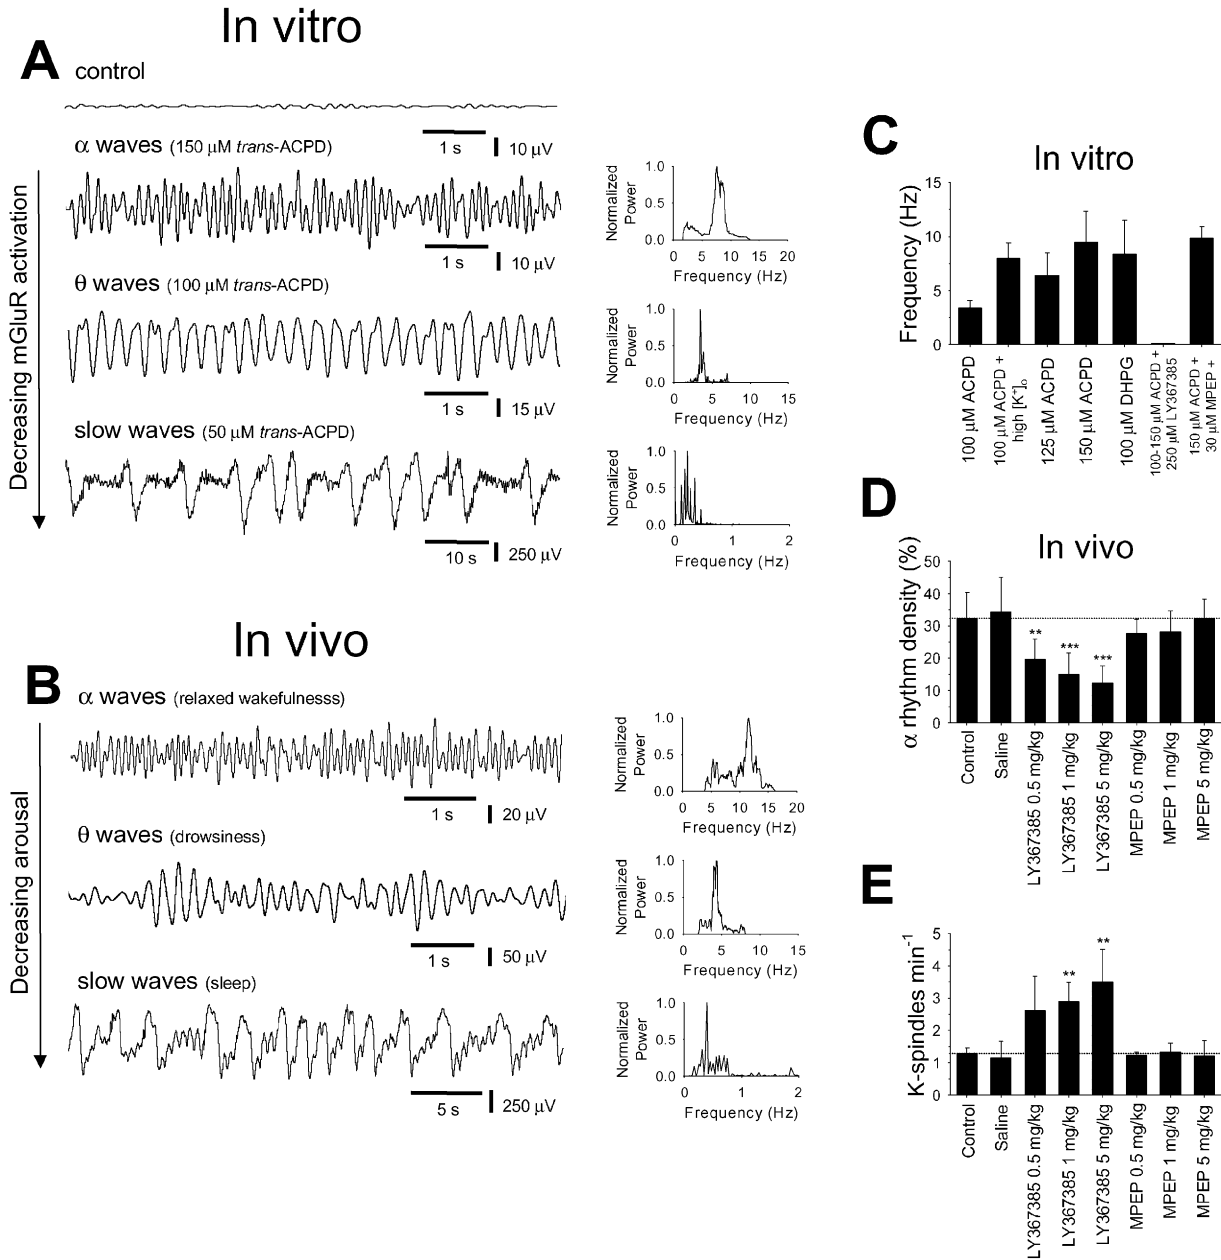 In vitro
A
control
1 s
10 µV
α waves (150 µM trans-ACPD)
1 s
10 µV
θ waves (100 µM trans-ACPD)
1 s
15 µV
slow waves (50 µM trans-ACPD)
10 s
250 µV
Decreasing mGluR activation
Normalized
Power
1.0
0.5
0.0
0 5 10 15 20
Frequency (Hz)
Normalized
Power
1.0
0.5
0.0
0 5 10 15
Frequency (Hz)
Normalized
Power
1.0
0.5
0.0
0 1 2
Frequency (Hz)
In vivo
B
α waves (relaxed wakefulnesss)
1 s
20 µV
θ waves (drowsiness)
1 s
50 µV
slow waves (sleep)
5 s
250 µV
Decreasing arousal
Normalized
Power
1.0
0.5
0.0
0 5 10 15 20
Frequency (Hz)
Normalized
Power
1.0
0.5
0.0
0 5 10 15
Frequency (Hz)
Normalized
Power
1.0
0.5
0.0
0 1 2
Frequency (Hz)
C
In vitro
Frequency (Hz)
15
10
5
0
100 µM ACPD
100 µM ACPD +
high [K⁺]ₒ
125 µM ACPD
150 µM ACPD
100 µM DHPG
100-150 µM ACPD +
250 µM LY367385
150 µM ACPD +
30 µM MPEP +
D
In vivo
α rhythm density (%)
50
40
30
20
10
0
**
***
***
Control
Saline
LY367385 0.5 mg/kg
LY367385 1 mg/kg
LY367385 5 mg/kg
MPEP 0.5 mg/kg
MPEP 1 mg/kg
MPEP 5 mg/kg
E
K-spindles min⁻¹
5
4
3
2
1
0
**
**
Control
Saline
LY367385 0.5 mg/kg
LY367385 1 mg/kg
LY367385 5 mg/kg
MPEP 0.5 mg/kg
MPEP 1 mg/kg
MPEP 5 mg/kg